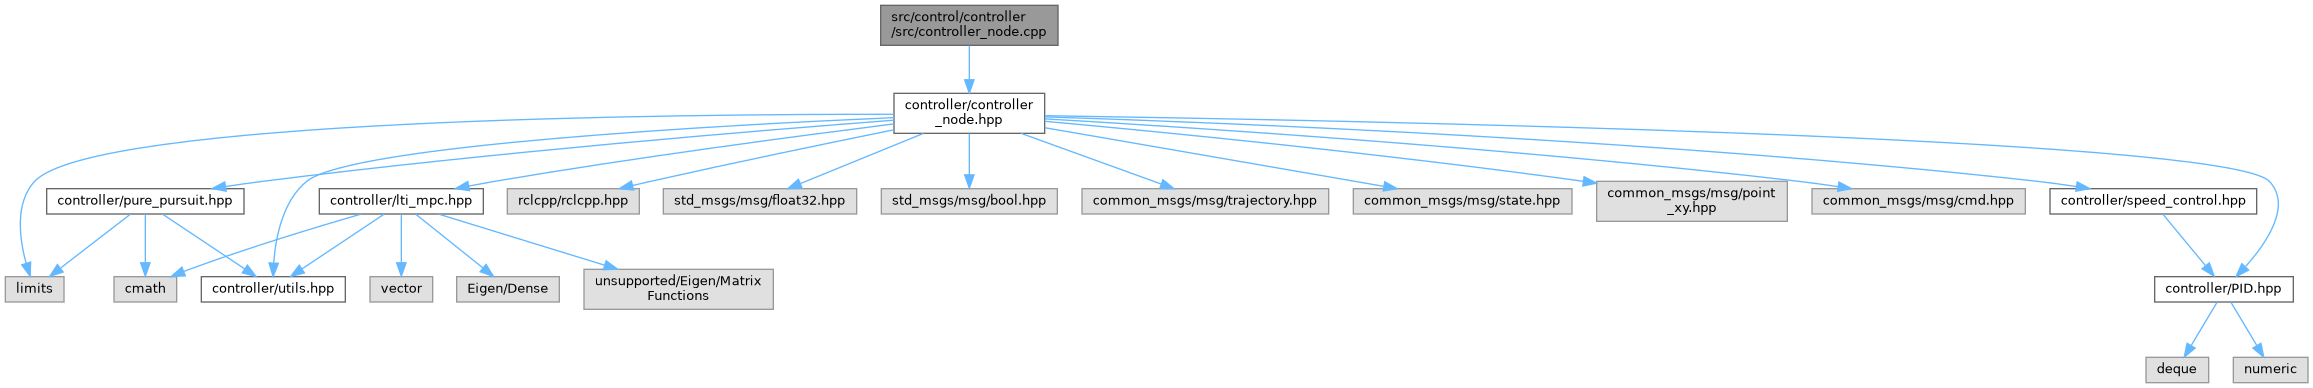 src/control/controller
/src/controller_node.cpp
controller/controller
_node.hpp
controller/pure_pursuit.hpp
controller/lti_mpc.hpp
rclcpp/rclcpp.hpp
std_msgs/msg/float32.hpp
std_msgs/msg/bool.hpp
common_msgs/msg/trajectory.hpp
common_msgs/msg/state.hpp
common_msgs/msg/point
_xy.hpp
common_msgs/msg/cmd.hpp
controller/speed_control.hpp
limits
cmath
controller/utils.hpp
vector
Eigen/Dense
unsupported/Eigen/Matrix
Functions
controller/PID.hpp
deque
numeric